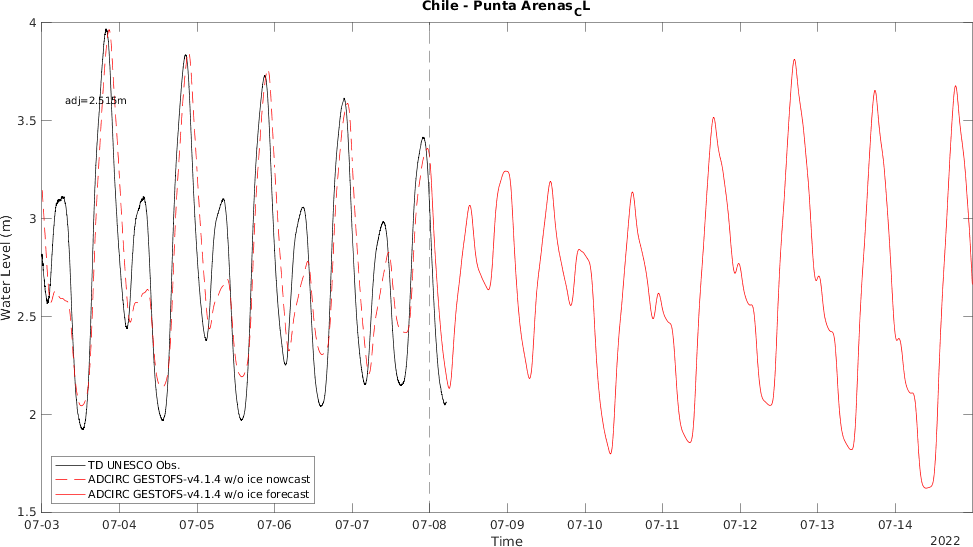 Chile - Punta Arenas_CL
adj=2.515m
4
3.5
3
2.5
2
1.5
Water Level (m)
TD UNESCO Obs.
ADCIRC GESTOFS-v4.1.4 w/o ice nowcast
ADCIRC GESTOFS-v4.1.4 w/o ice forecast
07-03 07-04 07-05 07-06 07-07 07-08 07-09 07-10 07-11 07-12 07-13 07-14
Time
2022